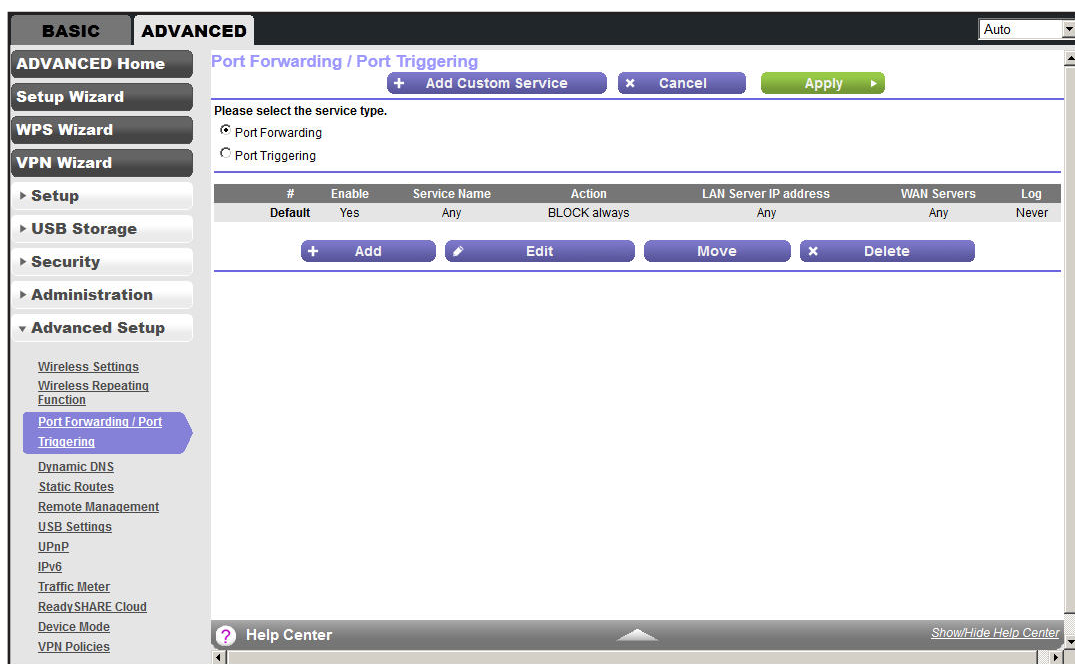 BASIC
ADVANCED
Auto
ADVANCED Home
Setup Wizard
WPS Wizard
VPN Wizard
Setup
USB Storage
Security
Administration
Advanced Setup
Wireless Settings
Wireless Repeating
Function
Port Forwarding / Port
Triggering
Dynamic DNS
Static Routes
Remote Management
USB Settings
UPnP
IPv6
Traffic Meter
ReadySHARE Cloud
Device Mode
VPN Policies
Port Forwarding / Port Triggering
+ Add Custom Service × Cancel Apply
Please select the service type.
Port Forwarding
Port Triggering
# Enable Service Name Action LAN Server IP address WAN Servers Log
Default Yes Any BLOCK always Any Any Never
+ Add Edit Move × Delete
? Help Center Show/Hide Help Center